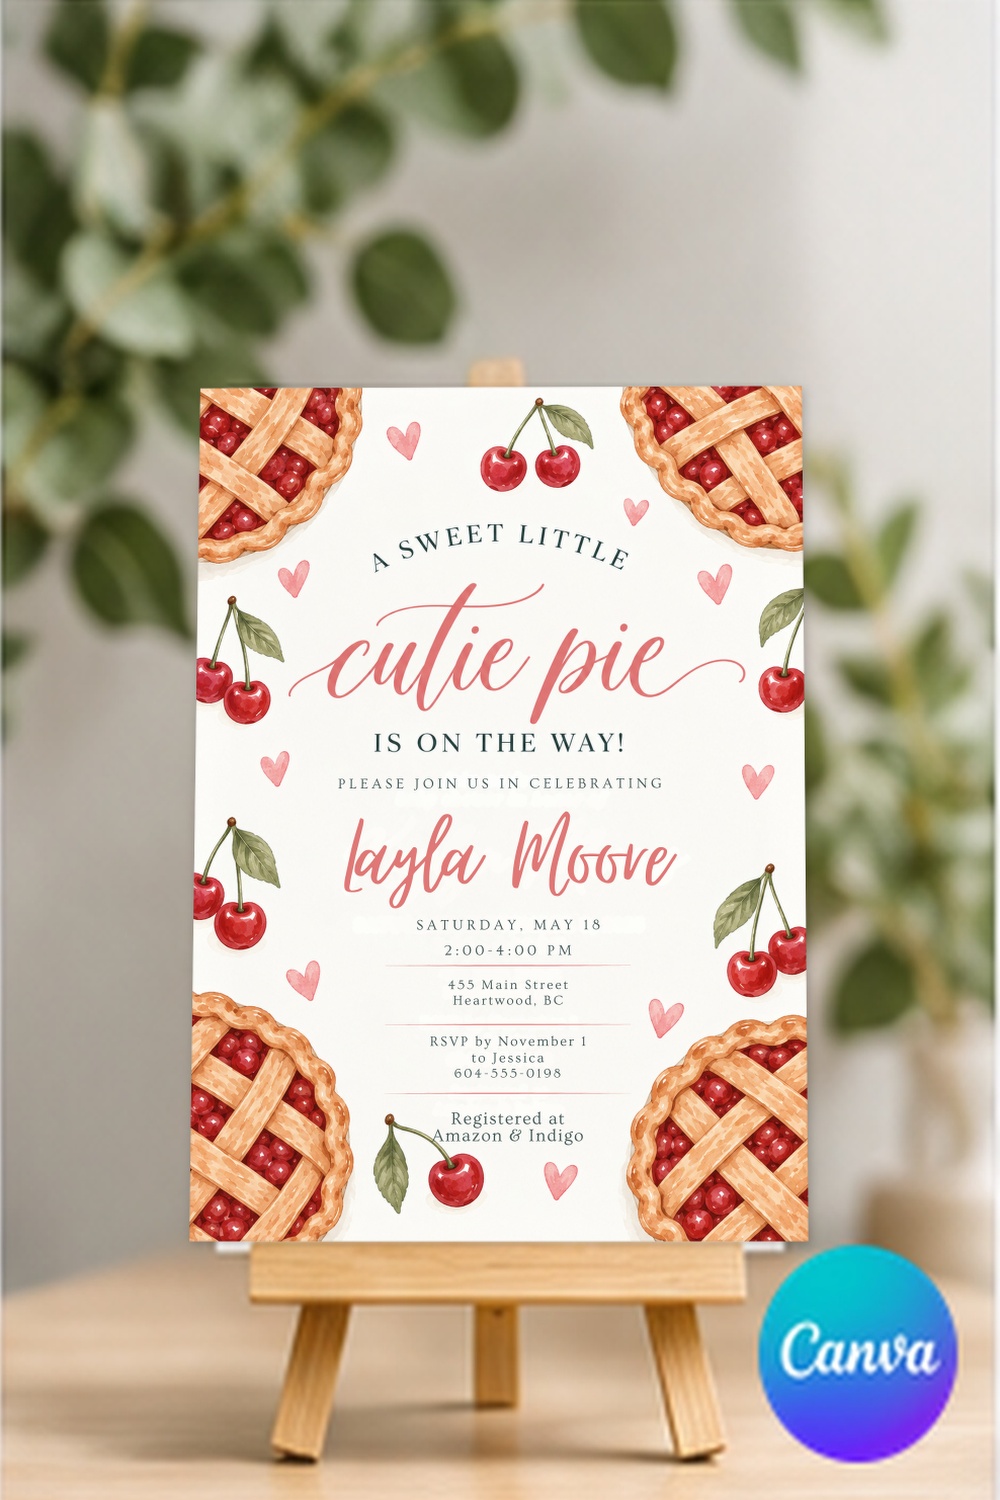 A SWEET LITTLE
cutie pie
IS ON THE WAY!
PLEASE JOIN US IN CELEBRATING
Layla Moore
SATURDAY, MAY 18
2:00-4:00 PM
455 Main Street
Heartwood, BC
RSVP by November 1
to Jessica
604-555-0198
Registered at
Amazon & Indigo
Canva